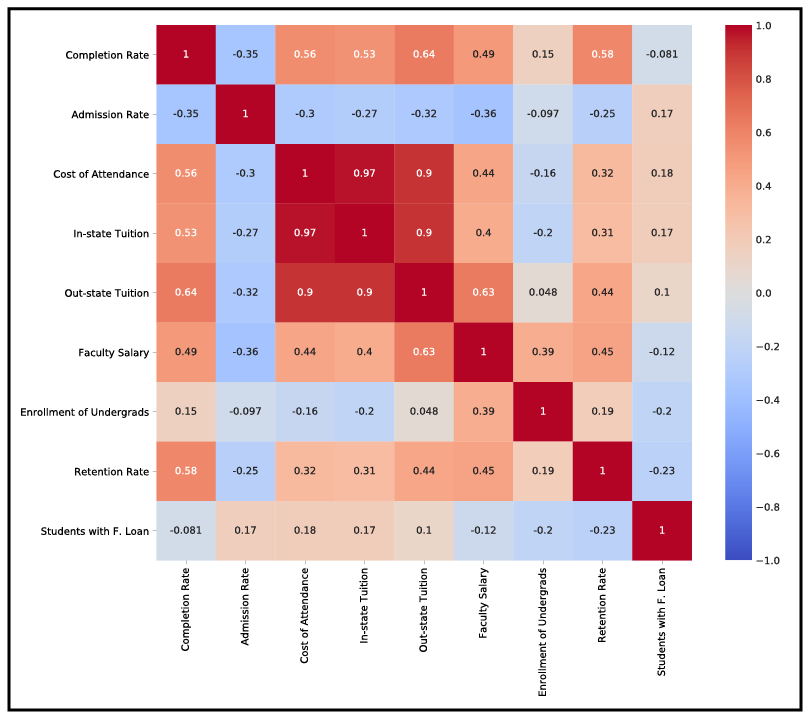 Completion Rate 1 -0.35 0.56 0.53 0.64 0.49 0.15 0.58 -0.081
Admission Rate -0.35 1 -0.3 -0.27 -0.32 -0.36 -0.097 -0.25 0.17
Cost of Attendance 0.56 -0.3 1 0.97 0.9 0.44 -0.16 0.32 0.18
In-state Tuition 0.53 -0.27 0.97 1 0.9 0.4 -0.2 0.31 0.17
Out-state Tuition 0.64 -0.32 0.9 0.9 1 0.63 0.048 0.44 0.1
Faculty Salary 0.49 -0.36 0.44 0.4 0.63 1 0.39 0.45 -0.12
Enrollment of Undergrads 0.15 -0.097 -0.16 -0.2 0.048 0.39 1 0.19 -0.2
Retention Rate 0.58 -0.25 0.32 0.31 0.44 0.45 0.19 1 -0.23
Students with F. Loan -0.081 0.17 0.18 0.17 0.1 -0.12 -0.2 -0.23 1
Completion Rate
Admission Rate
Cost of Attendance
In-state Tuition
Out-state Tuition
Faculty Salary
Enrollment of Undergrads
Retention Rate
Students with F. Loan
1.0
0.8
0.6
0.4
0.2
0.0
−0.2
−0.4
−0.6
−0.8
−1.0